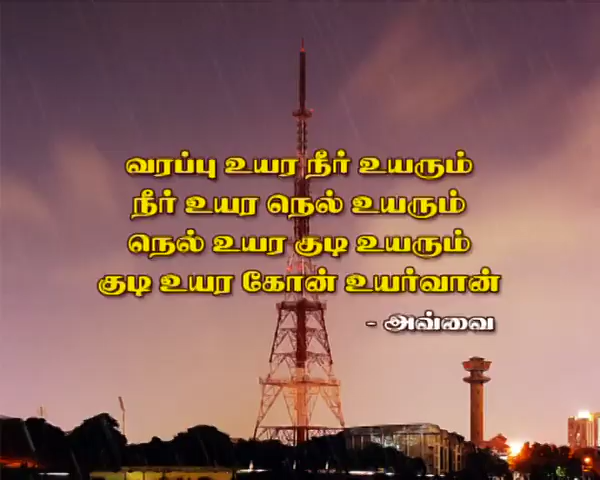 வரப்பு உயர நீர் உயரும்
நீர் உயர நெல் உயரும்
நெல் உயர குடி உயரும்
குடி உயர கோன் உயர்வான்
- அவ்வை